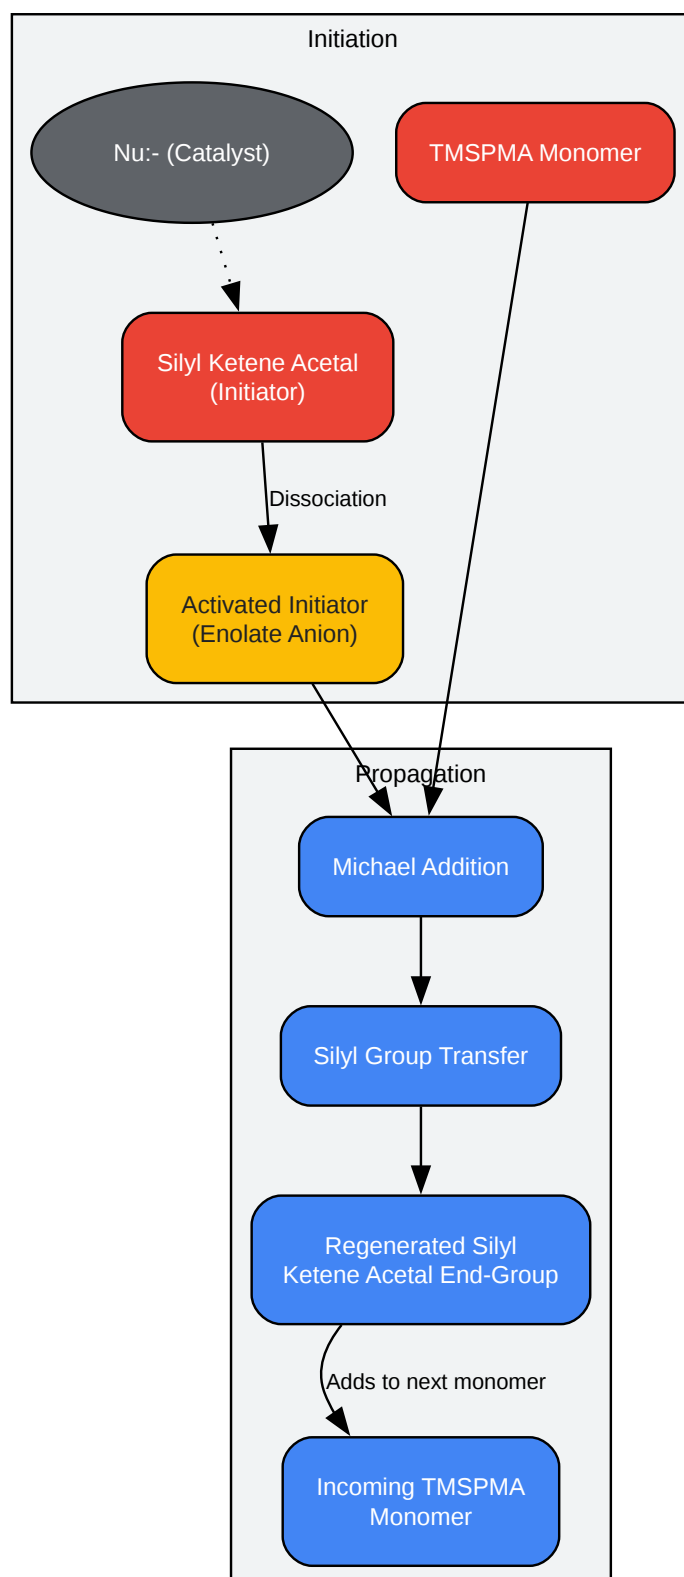 Initiation
Nu:- (Catalyst)
TMSPMA Monomer
Silyl Ketene Acetal
(Initiator)
Dissociation
Activated Initiator
(Enolate Anion)
Propagation
Michael Addition
Silyl Group Transfer
Regenerated Silyl
Ketene Acetal End-Group
Adds to next monomer
Incoming TMSPMA
Monomer